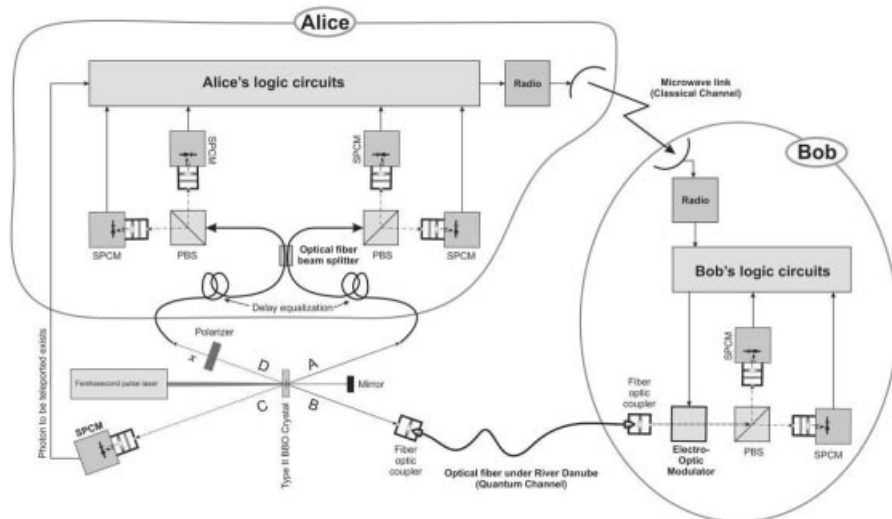 Alice
Alice's logic circuits
Radio
Microwave link
(Classical Channel)
SPCM
SPCM
Bob
Radio
SPCM
PBS
PBS
SPCM
Optical fiber
beam splitter
Bob's logic circuits
Delay equalization
Photon to be teleported exists
Polarizer
x
D
A
SPCM
Femtosecond pulse laser
Mirror
C
B
Fiber
optic
coupler
SPCM
Type II BBO Crystal
Fiber
optic
coupler
Optical fiber under River Danube
(Quantum Channel)
Electro-
Optic
Modulator
PBS
SPCM